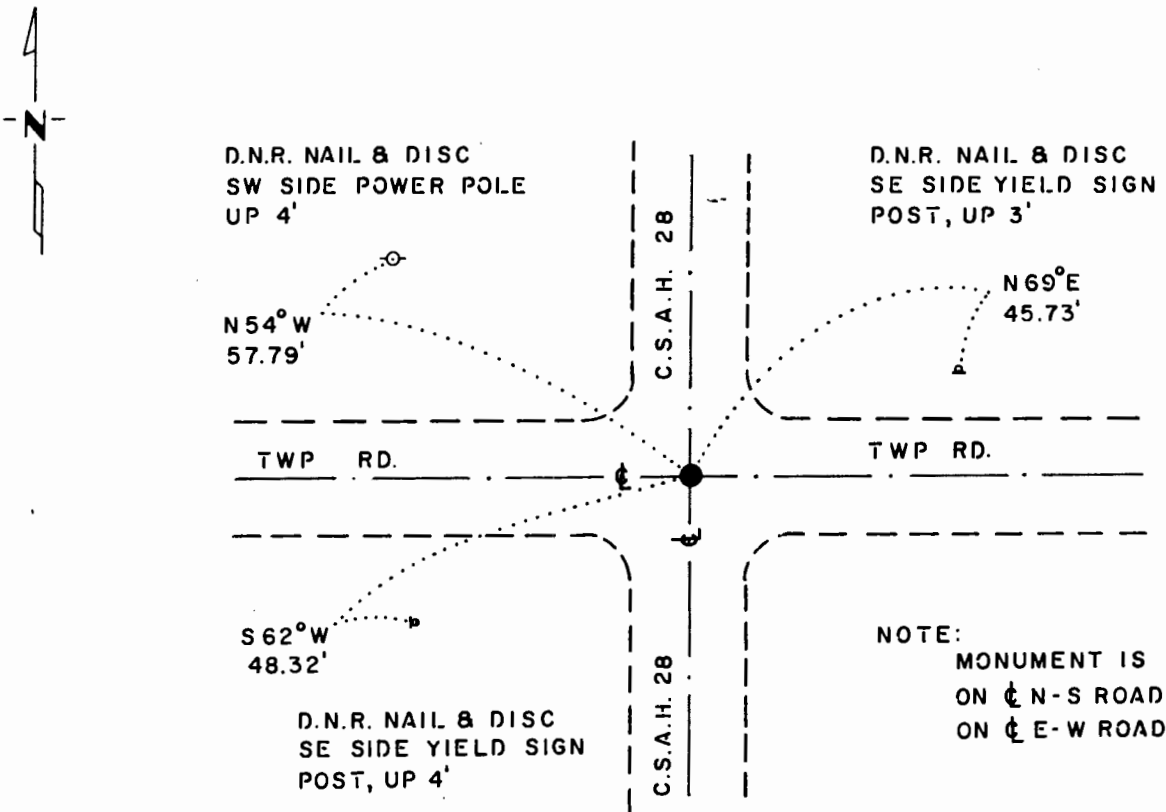 -N-
D.N.R. NAIL & DISC
SW SIDE POWER POLE
UP 4'
D.N.R. NAIL & DISC
SE SIDE YIELD SIGN
POST, UP 3'
C.S.A.H. 28
N 54° W
57.79'
N 69° E
45.73'
TWP RD.
℄
TWP RD.
℄
S 62° W
48.32'
D.N.R. NAIL & DISC
SE SIDE YIELD SIGN
POST, UP 4'
C.S.A.H. 28
NOTE:
MONUMENT IS
ON ℄ N-S ROAD
ON ℄ E-W ROAD